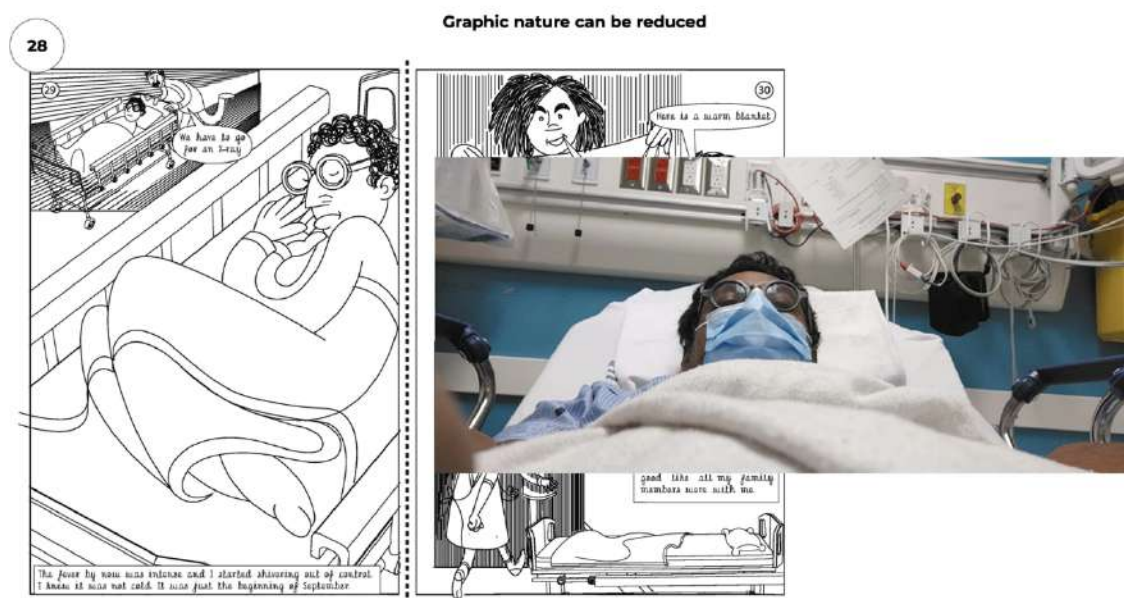 Graphic nature can be reduced
28
29
We have to go
for an X-ray
The fever by now was intense and I started shivering out of control.
I knew it was not cold. It was just the beginning of September.
30
Here is a warm blanket
good like all my family
members were with me.